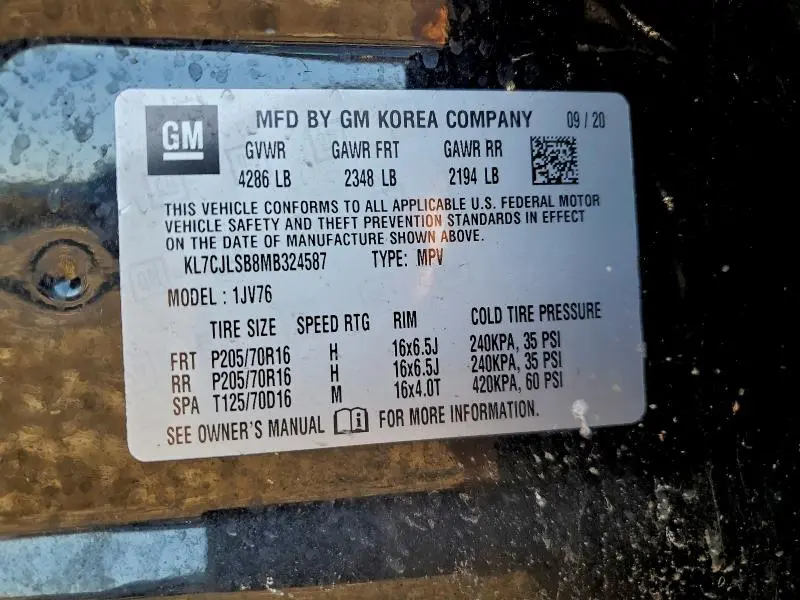 GM MFD BY GM KOREA COMPANY 09 / 20
GVWR GAWR FRT GAWR RR
4286 LB 2348 LB 2194 LB
THIS VEHICLE CONFORMS TO ALL APPLICABLE U.S. FEDERAL MOTOR
VEHICLE SAFETY AND THEFT PREVENTION STANDARDS IN EFFECT
ON THE DATE OF MANUFACTURE SHOWN ABOVE.
KL7CJLSB8MB324587 TYPE: MPV
MODEL : 1JV76
TIRE SIZE SPEED RTG RIM COLD TIRE PRESSURE
FRT P205/70R16 H 16x6.5J 240KPA, 35 PSI
RR P205/70R16 H 16x6.5J 240KPA, 35 PSI
SPA T125/70D16 M 16x4.0T 420KPA, 60 PSI
SEE OWNER'S MANUAL i FOR MORE INFORMATION.